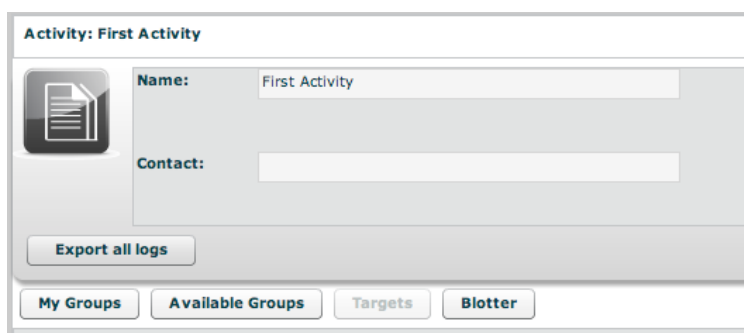 Activity: First Activity
Name: First Activity
Contact:
Export all logs
My Groups Available Groups Targets Blotter